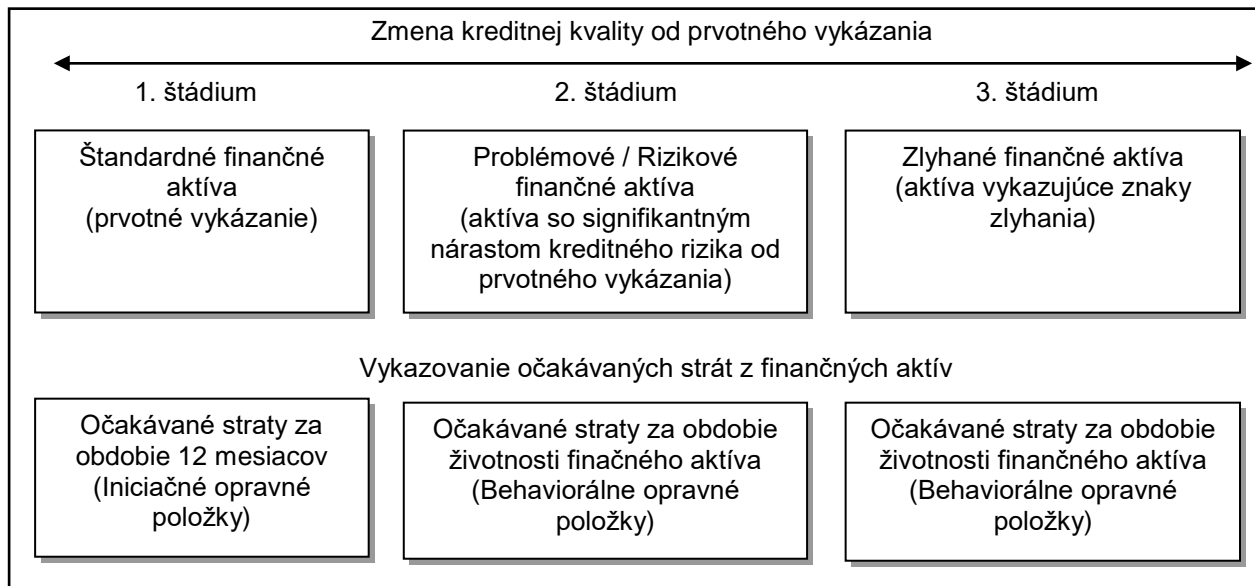 Zmena kreditnej kvality od prvotného vykázania
1. štádium
2. štádium
3. štádium
Štandardné finančné
aktíva
(prvotné vykázanie)
Problémové / Rizikové
finančné aktíva
(aktíva so signifikantným
nárastom kreditného rizika od
prvotného vykázania)
Zlyhané finančné aktíva
(aktíva vykazujúce znaky
zlyhania)
Vykazovanie očakávaných strát z finančných aktív
Očakávané straty za
obdobie 12 mesiacov
(Iniciačné opravné
položky)
Očakávané straty za obdobie
životnosti finačného aktíva
(Behaviorálne opravné
položky)
Očakávané straty za obdobie
životnosti finančného aktíva
(Behaviorálne opravné
položky)